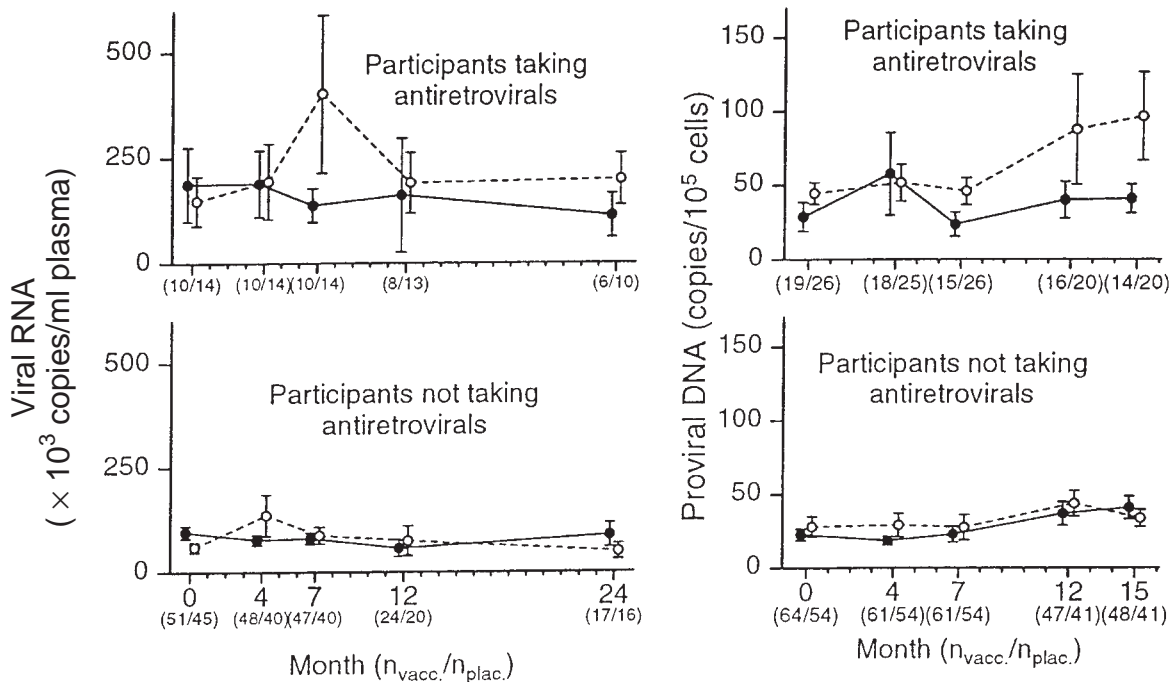 Viral RNA
( × 10³ copies/ml plasma)
500
250
0
Participants taking
antiretrovirals
(10/14) (10/14)(10/14) (8/13) (6/10)
500
250
0
Participants not taking
antiretrovirals
0 4 7 12 24
(51/45) (48/40)(47/40) (24/20) (17/16)
Month (n_vacc./n_plac.)
Proviral DNA (copies/10⁵ cells)
150
100
50
0
Participants taking
antiretrovirals
(19/26) (18/25)(15/26) (16/20)(14/20)
150
100
50
0
Participants not taking
antiretrovirals
0 4 7 12 15
(64/54) (61/54)(61/54) (47/41)(48/41)
Month (n_vacc./n_plac.)